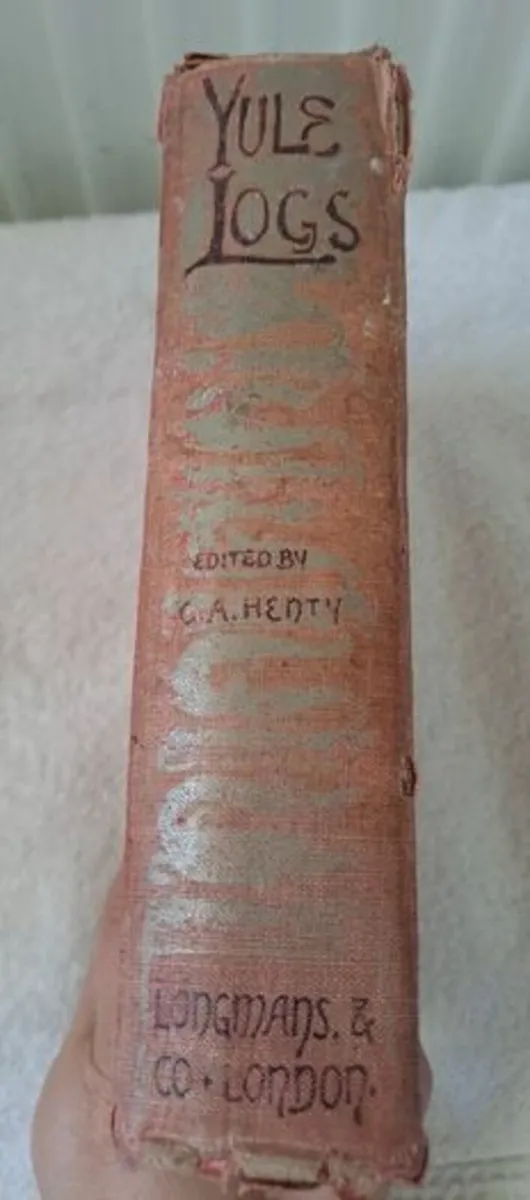 YULE
LOGS
EDITED BY
G. A. HENTY
LONGMANS. &
CO • LONDON.